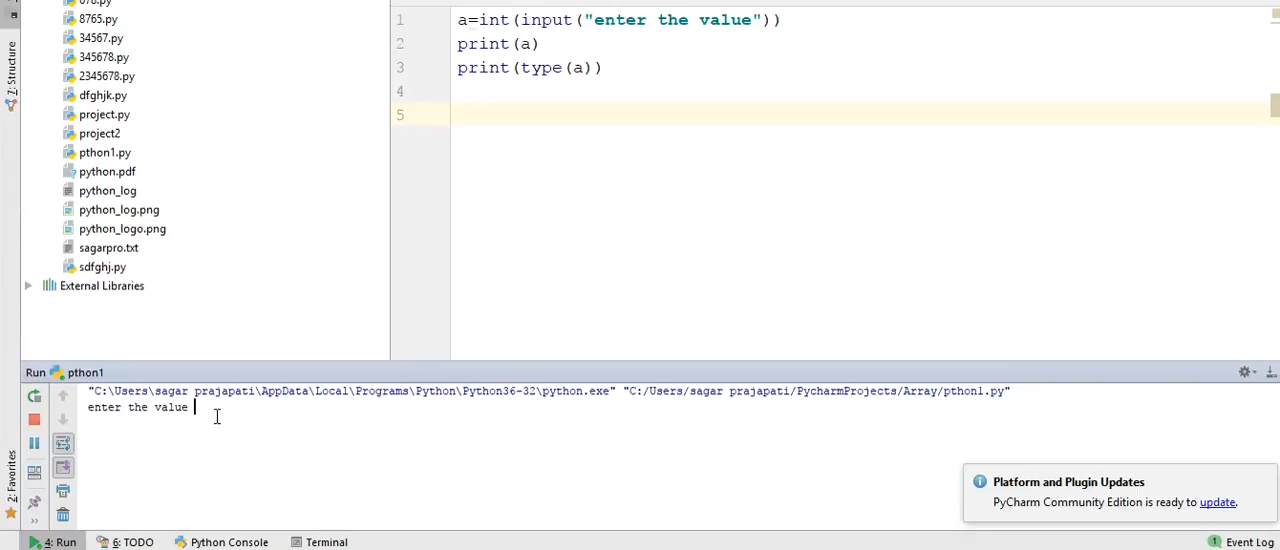 678.py
8765.py
34567.py
345678.py
2345678.py
dfghjk.py
project.py
project2
pthon1.py
python.pdf
python_log
python_log.png
python_logo.png
sagarpro.txt
sdfghj.py
External Libraries
Z: Structure
2: Favorites
1 a=int(input("enter the value"))
2 print(a)
3 print(type(a))
4
5
Run pthon1
"C:\Users\sagar prajapati\AppData\Local\Programs\Python\Python36-32\python.exe" "C:/Users/sagar prajapati/PycharmProjects/Array/pthon1.py"
enter the value
Platform and Plugin Updates
PyCharm Community Edition is ready to update.
4: Run
6: TODO
Python Console
Terminal
1 Event Log